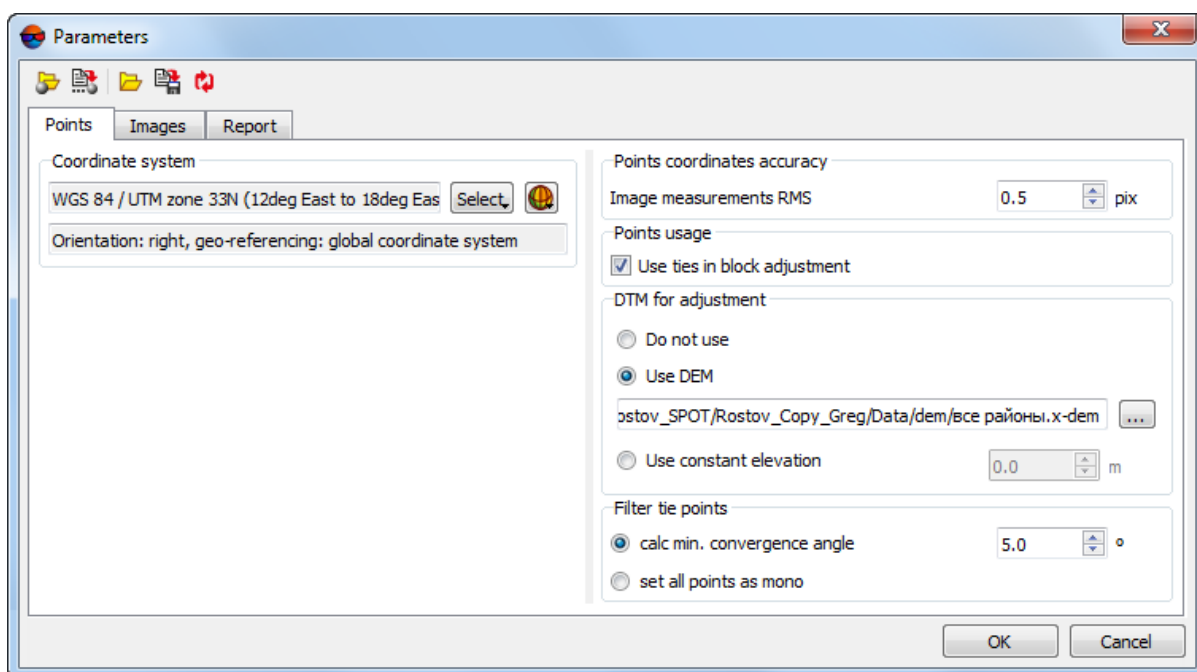 Parameters
Points Images Report
Coordinate system
WGS 84 / UTM zone 33N (12deg East to 18deg Eas Select
Orientation: right, geo-referencing: global coordinate system
Points coordinates accuracy
Image measurements RMS 0.5 pix
Points usage
Use ties in block adjustment
DTM for adjustment
Do not use
Use DEM
ostov_SPOT/Rostov_Copy_Greg/Data/dem/все районы.x-dem ...
Use constant elevation 0.0 m
Filter tie points
calc min. convergence angle 5.0 °
set all points as mono
OK Cancel